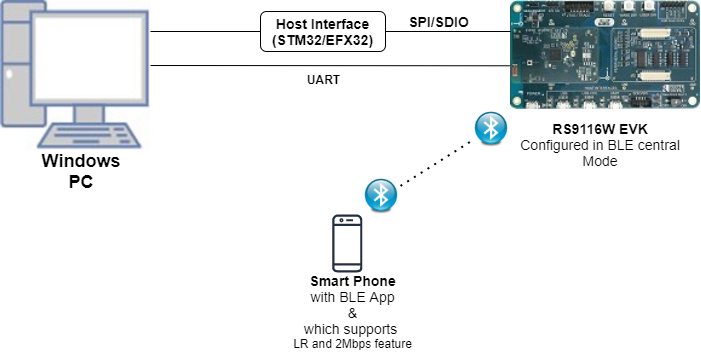 Host Interface
(STM32/EFX32)
SPI/SDIO
UART
Windows
PC
RS9116W EVK
Configured in BLE central
Mode
Smart Phone
with BLE App
&
which supports
LR and 2Mbps feature